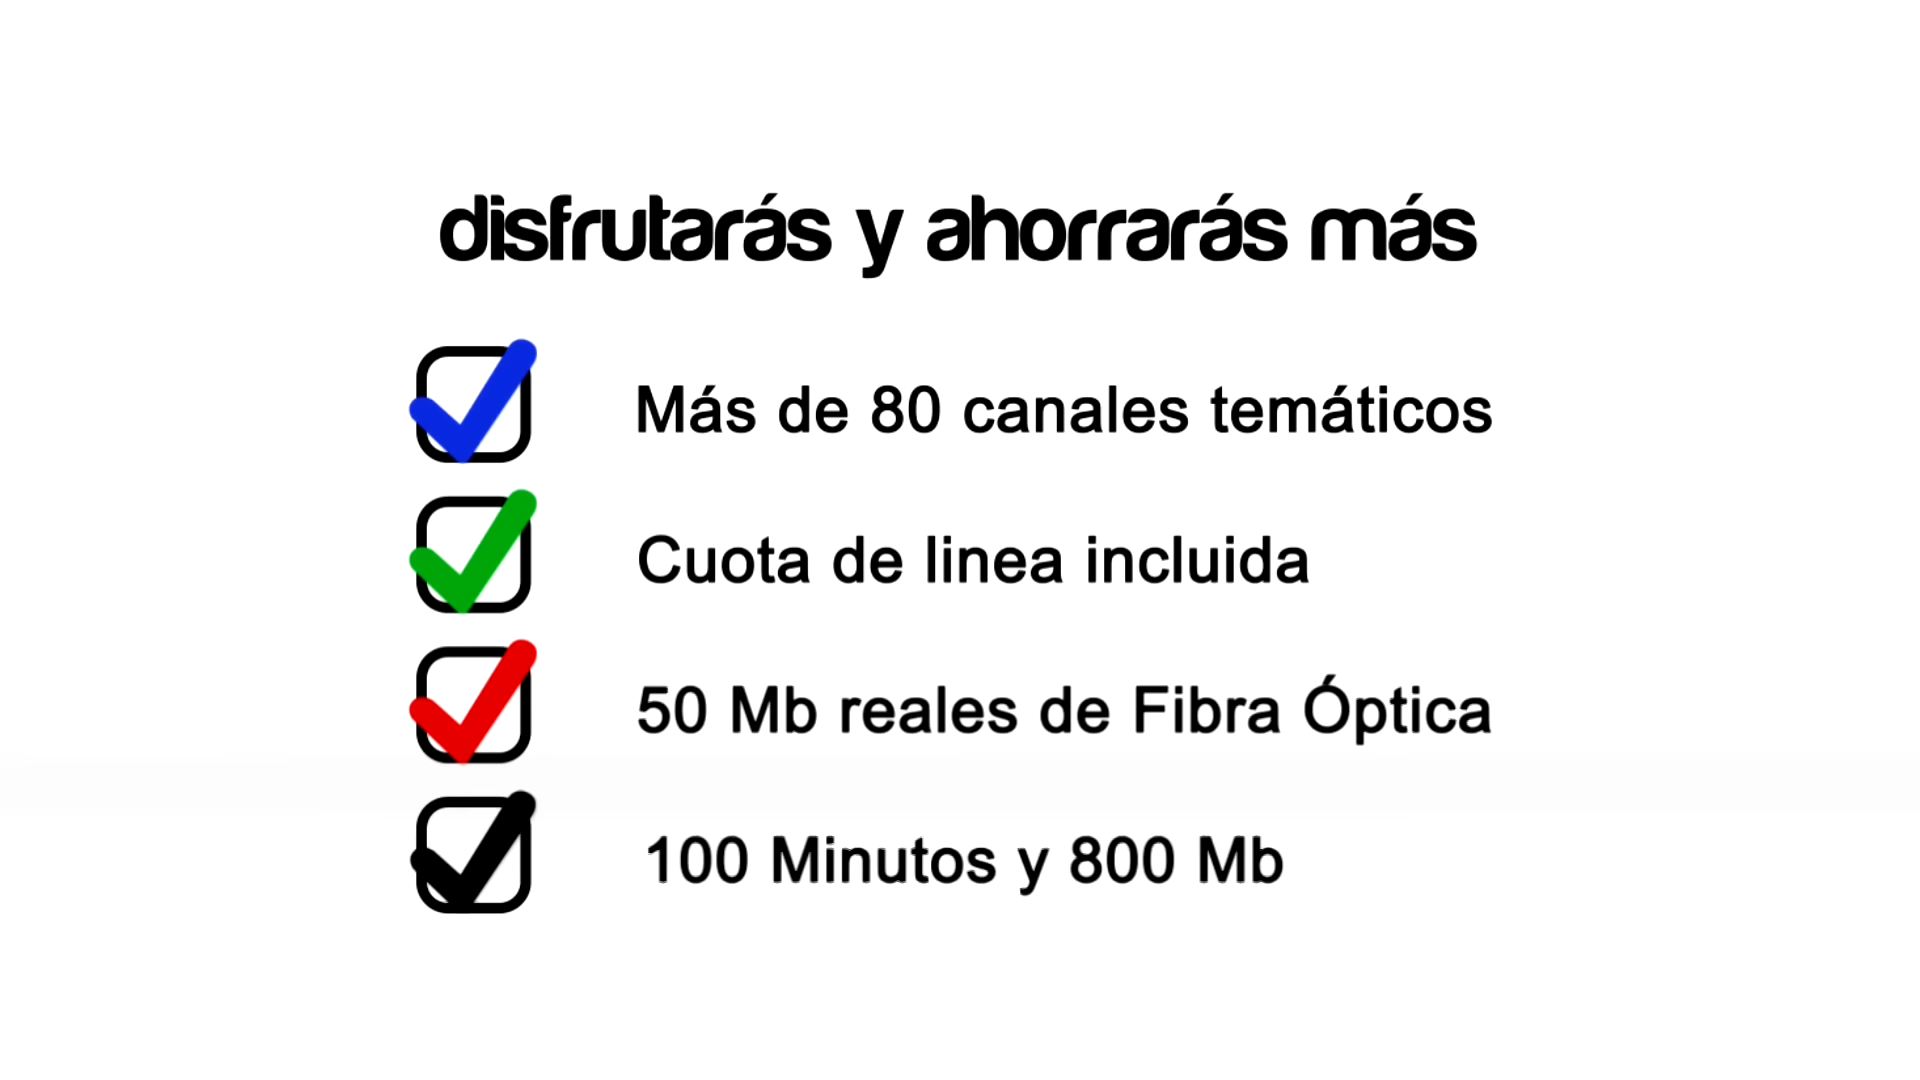 disfrutarás y ahorrarás más
Más de 80 canales temáticos
Cuota de linea incluida
50 Mb reales de Fibra Óptica
100 Minutos y 800 Mb